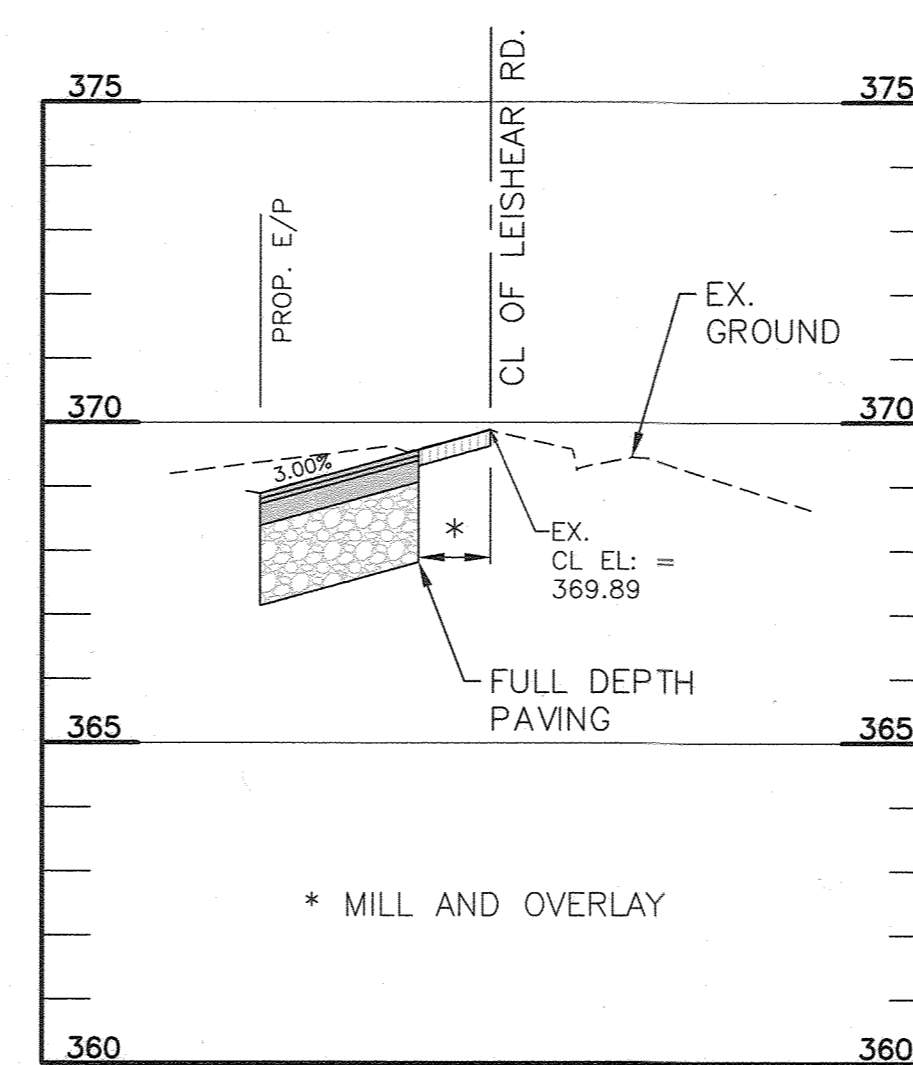 375
375
CL OF LEISHEAR RD.
PROP. E/P
EX.
GROUND
370
370
3.00%
*
EX.
CL EL: =
369.89
FULL DEPTH
PAVING
365
365
* MILL AND OVERLAY
360
360